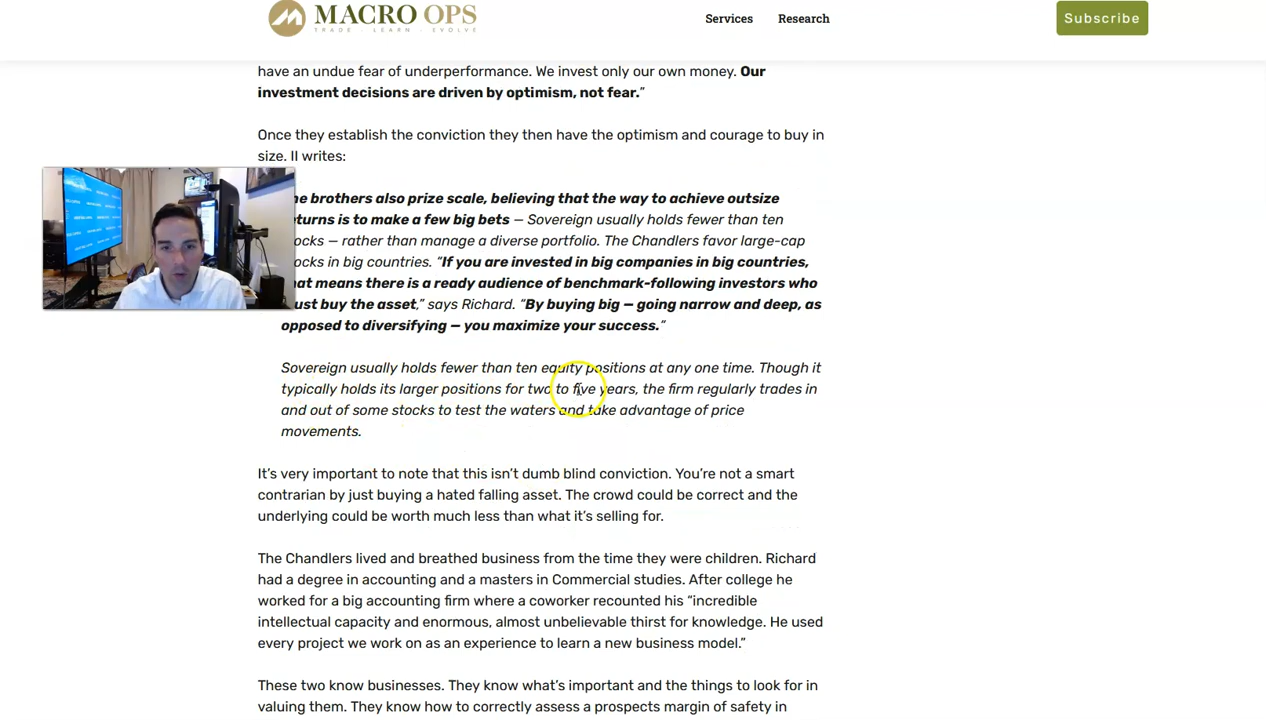 MACRO OPS
TRADE . LEARN . EVOLVE
Services
Research
Subscribe
have an undue fear of underperformance. We invest only our own money. Our
investment decisions are driven by optimism, not fear.”
Once they establish the conviction they then have the optimism and courage to buy in
size. II writes:
he brothers also prize scale, believing that the way to achieve outsize
eturns is to make a few big bets — Sovereign usually holds fewer than ten
ocks — rather than manage a diverse portfolio. The Chandlers favor large-cap
ocks in big countries. “If you are invested in big companies in big countries,
hat means there is a ready audience of benchmark-following investors who
ust buy the asset,” says Richard. “By buying big — going narrow and deep, as
opposed to diversifying — you maximize your success.”
Sovereign usually holds fewer than ten equity positions at any one time. Though it
typically holds its larger positions for two to five years, the firm regularly trades in
and out of some stocks to test the waters and take advantage of price
movements.
It’s very important to note that this isn’t dumb blind conviction. You’re not a smart
contrarian by just buying a hated falling asset. The crowd could be correct and the
underlying could be worth much less than what it’s selling for.
The Chandlers lived and breathed business from the time they were children. Richard
had a degree in accounting and a masters in Commercial studies. After college he
worked for a big accounting firm where a coworker recounted his “incredible
intellectual capacity and enormous, almost unbelievable thirst for knowledge. He used
every project we work on as an experience to learn a new business model.”
These two know businesses. They know what’s important and the things to look for in
valuing them. They know how to correctly assess a prospects margin of safety in